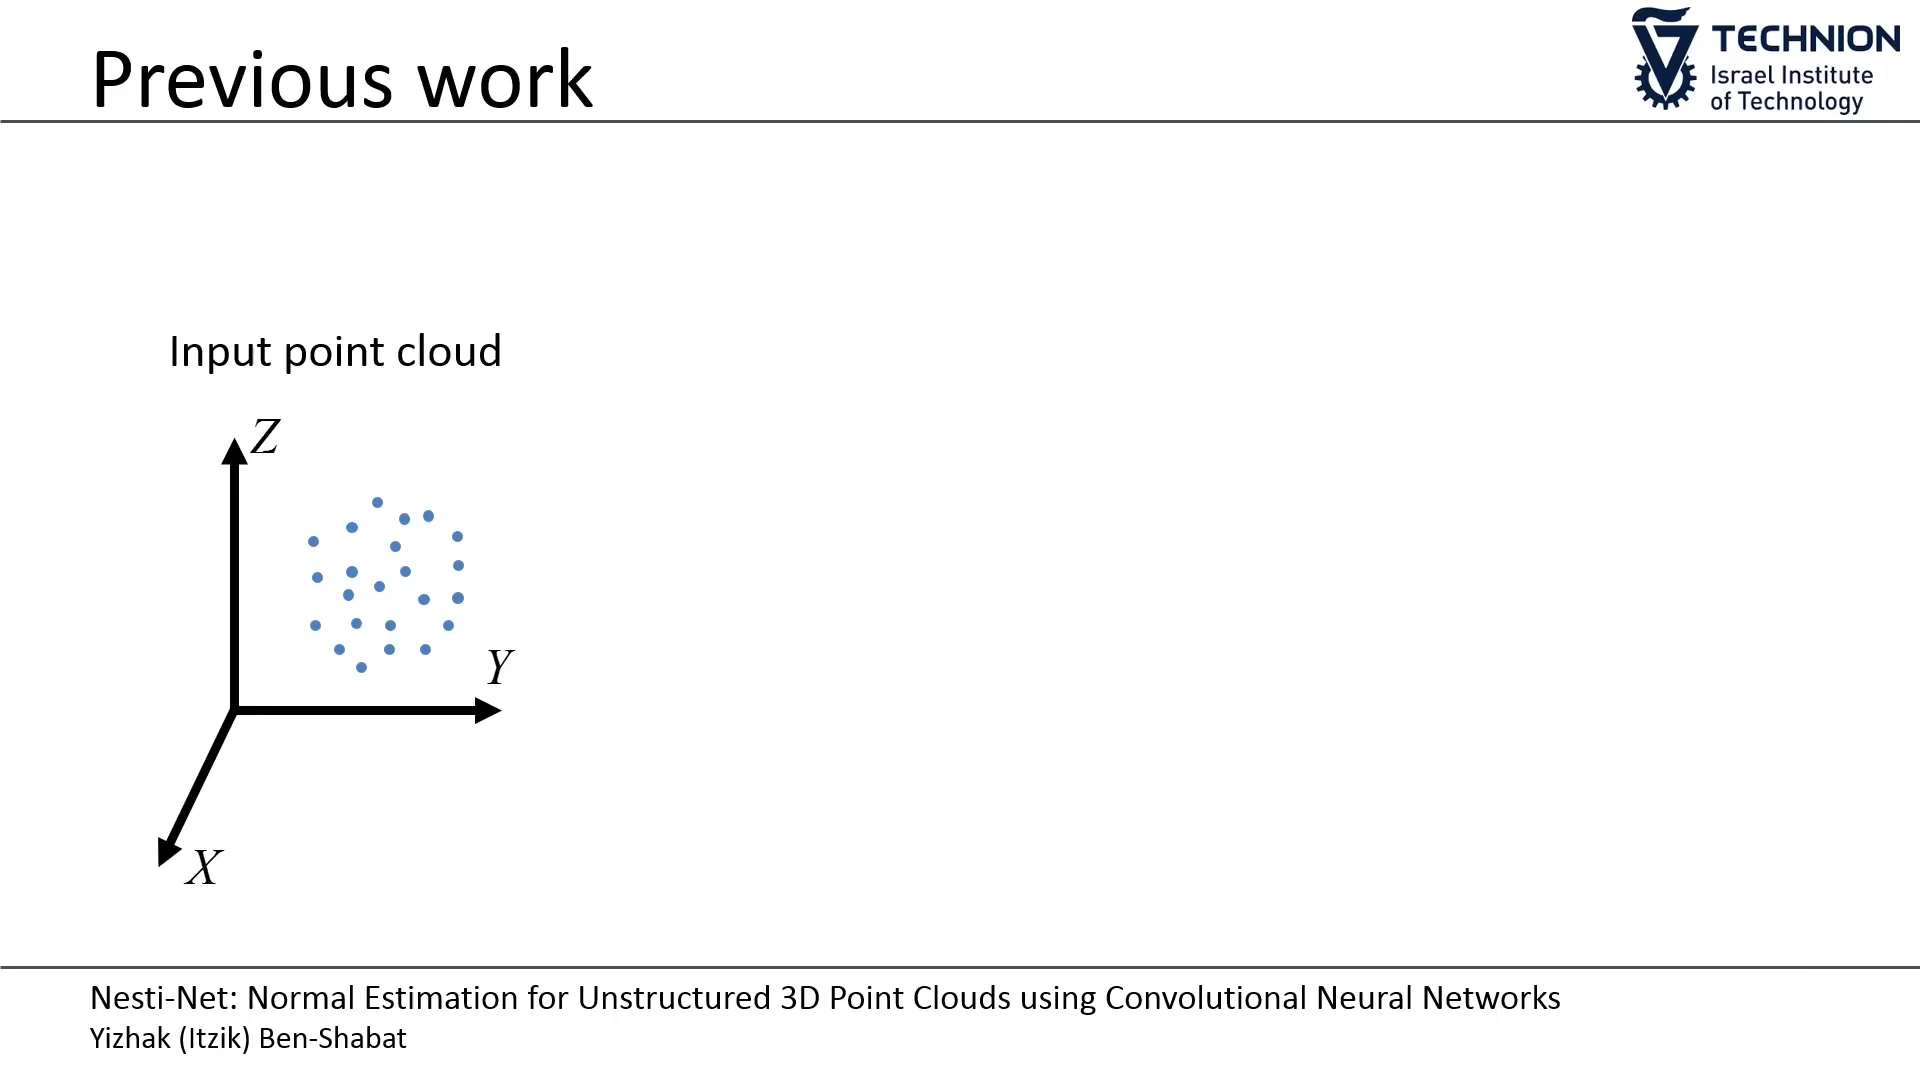 Previous work
TECHNION
Israel Institute
of Technology
Input point cloud
Z
Y
X
Nesti-Net: Normal Estimation for Unstructured 3D Point Clouds using Convolutional Neural Networks
Yizhak (Itzik) Ben-Shabat